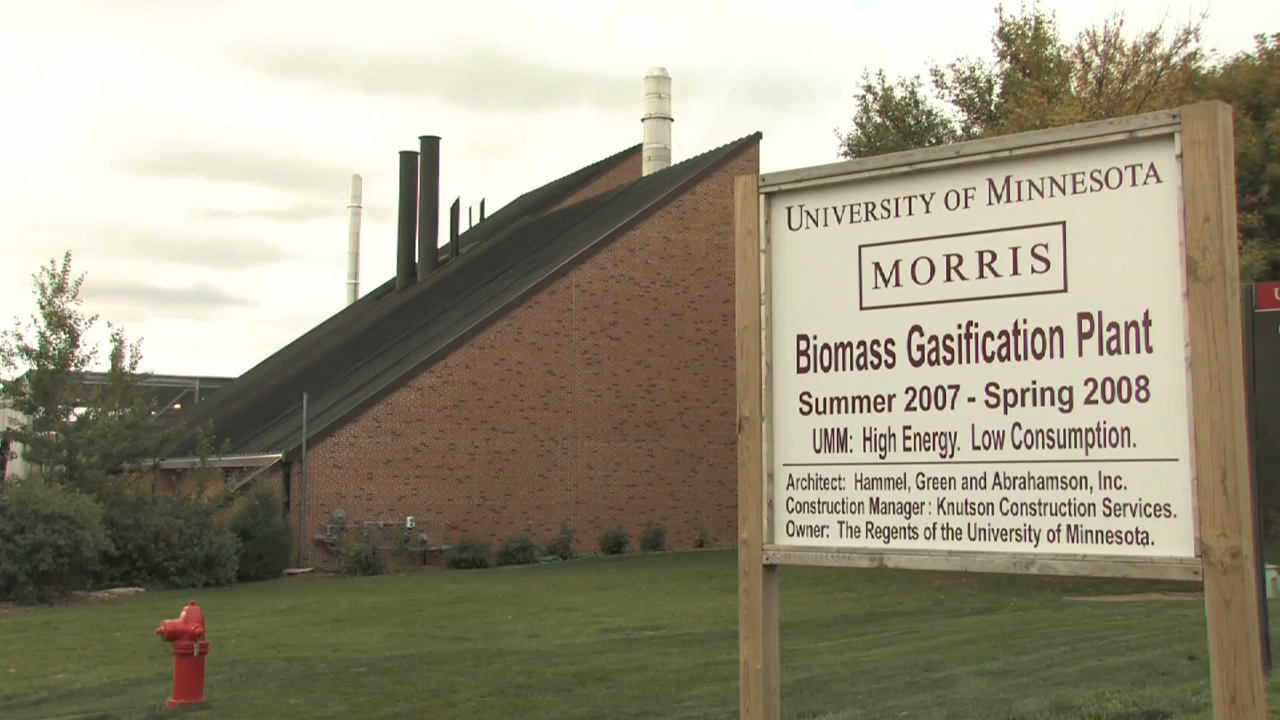 UNIVERSITY OF MINNESOTA
MORRIS
Biomass Gasification Plant
Summer 2007 - Spring 2008
UMM: High Energy. Low Consumption.
Architect: Hammel, Green and Abrahamson, Inc.
Construction Manager: Knutson Construction Services.
Owner: The Regents of the University of Minnesota.